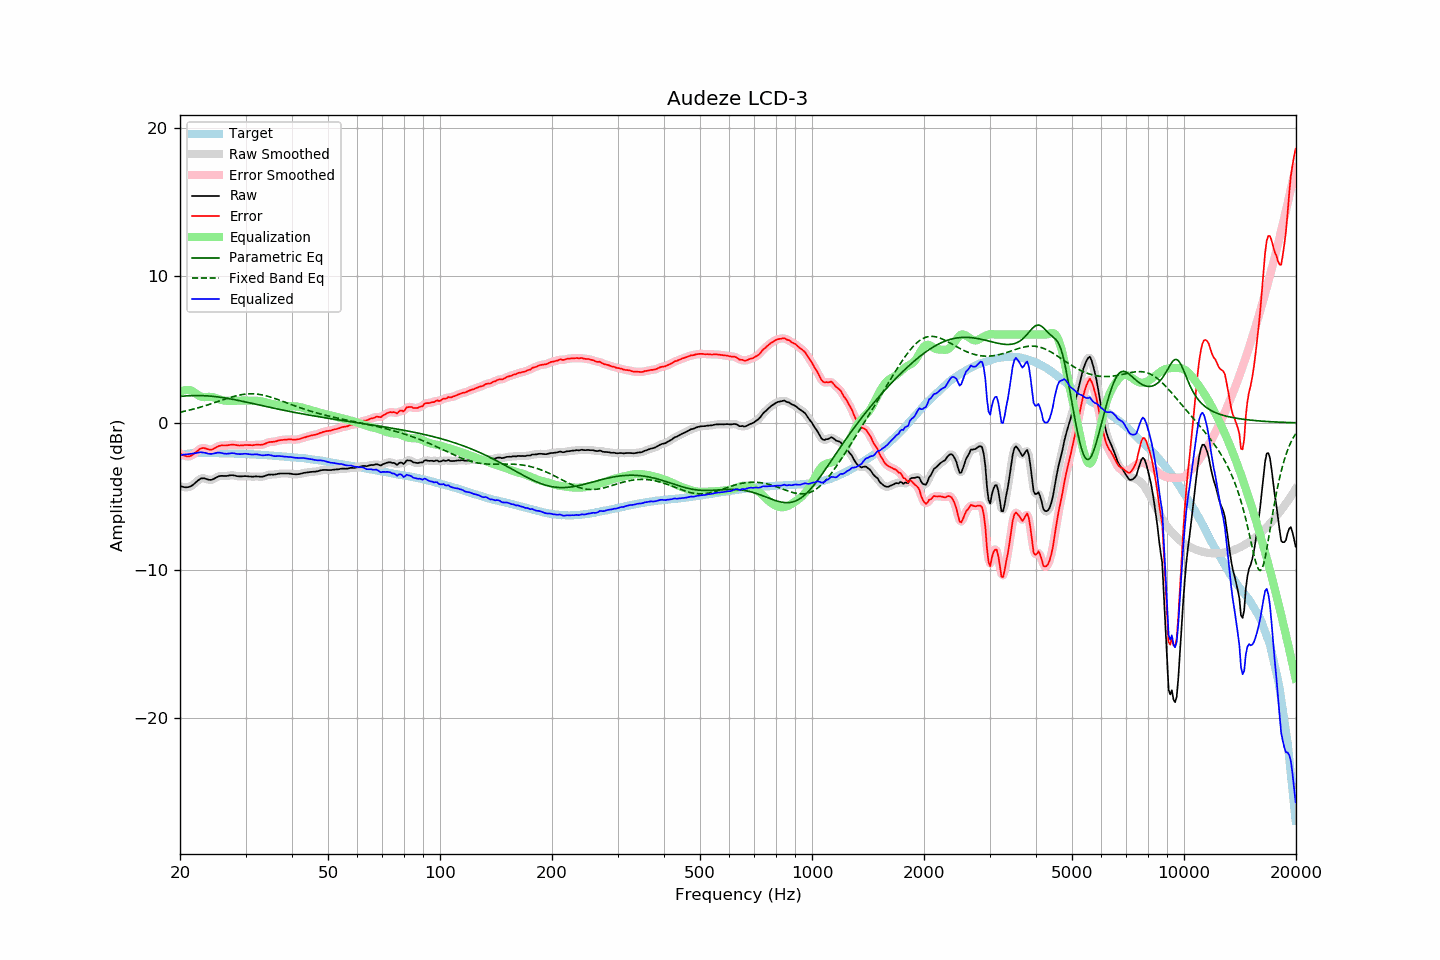 Audeze LCD-3
Target
Raw Smoothed
Error Smoothed
Raw
Error
Equalization
Parametric Eq
Fixed Band Eq
Equalized
20
10
0
−10
−20
Amplitude (dBr)
20 50 100 200 500 1000 2000 5000 10000 20000
Frequency (Hz)